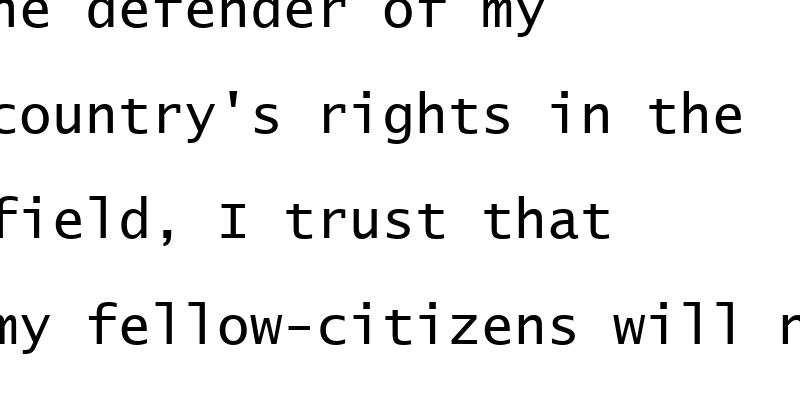 he defender of my
country's rights in the
field, I trust that
my fellow-citizens will